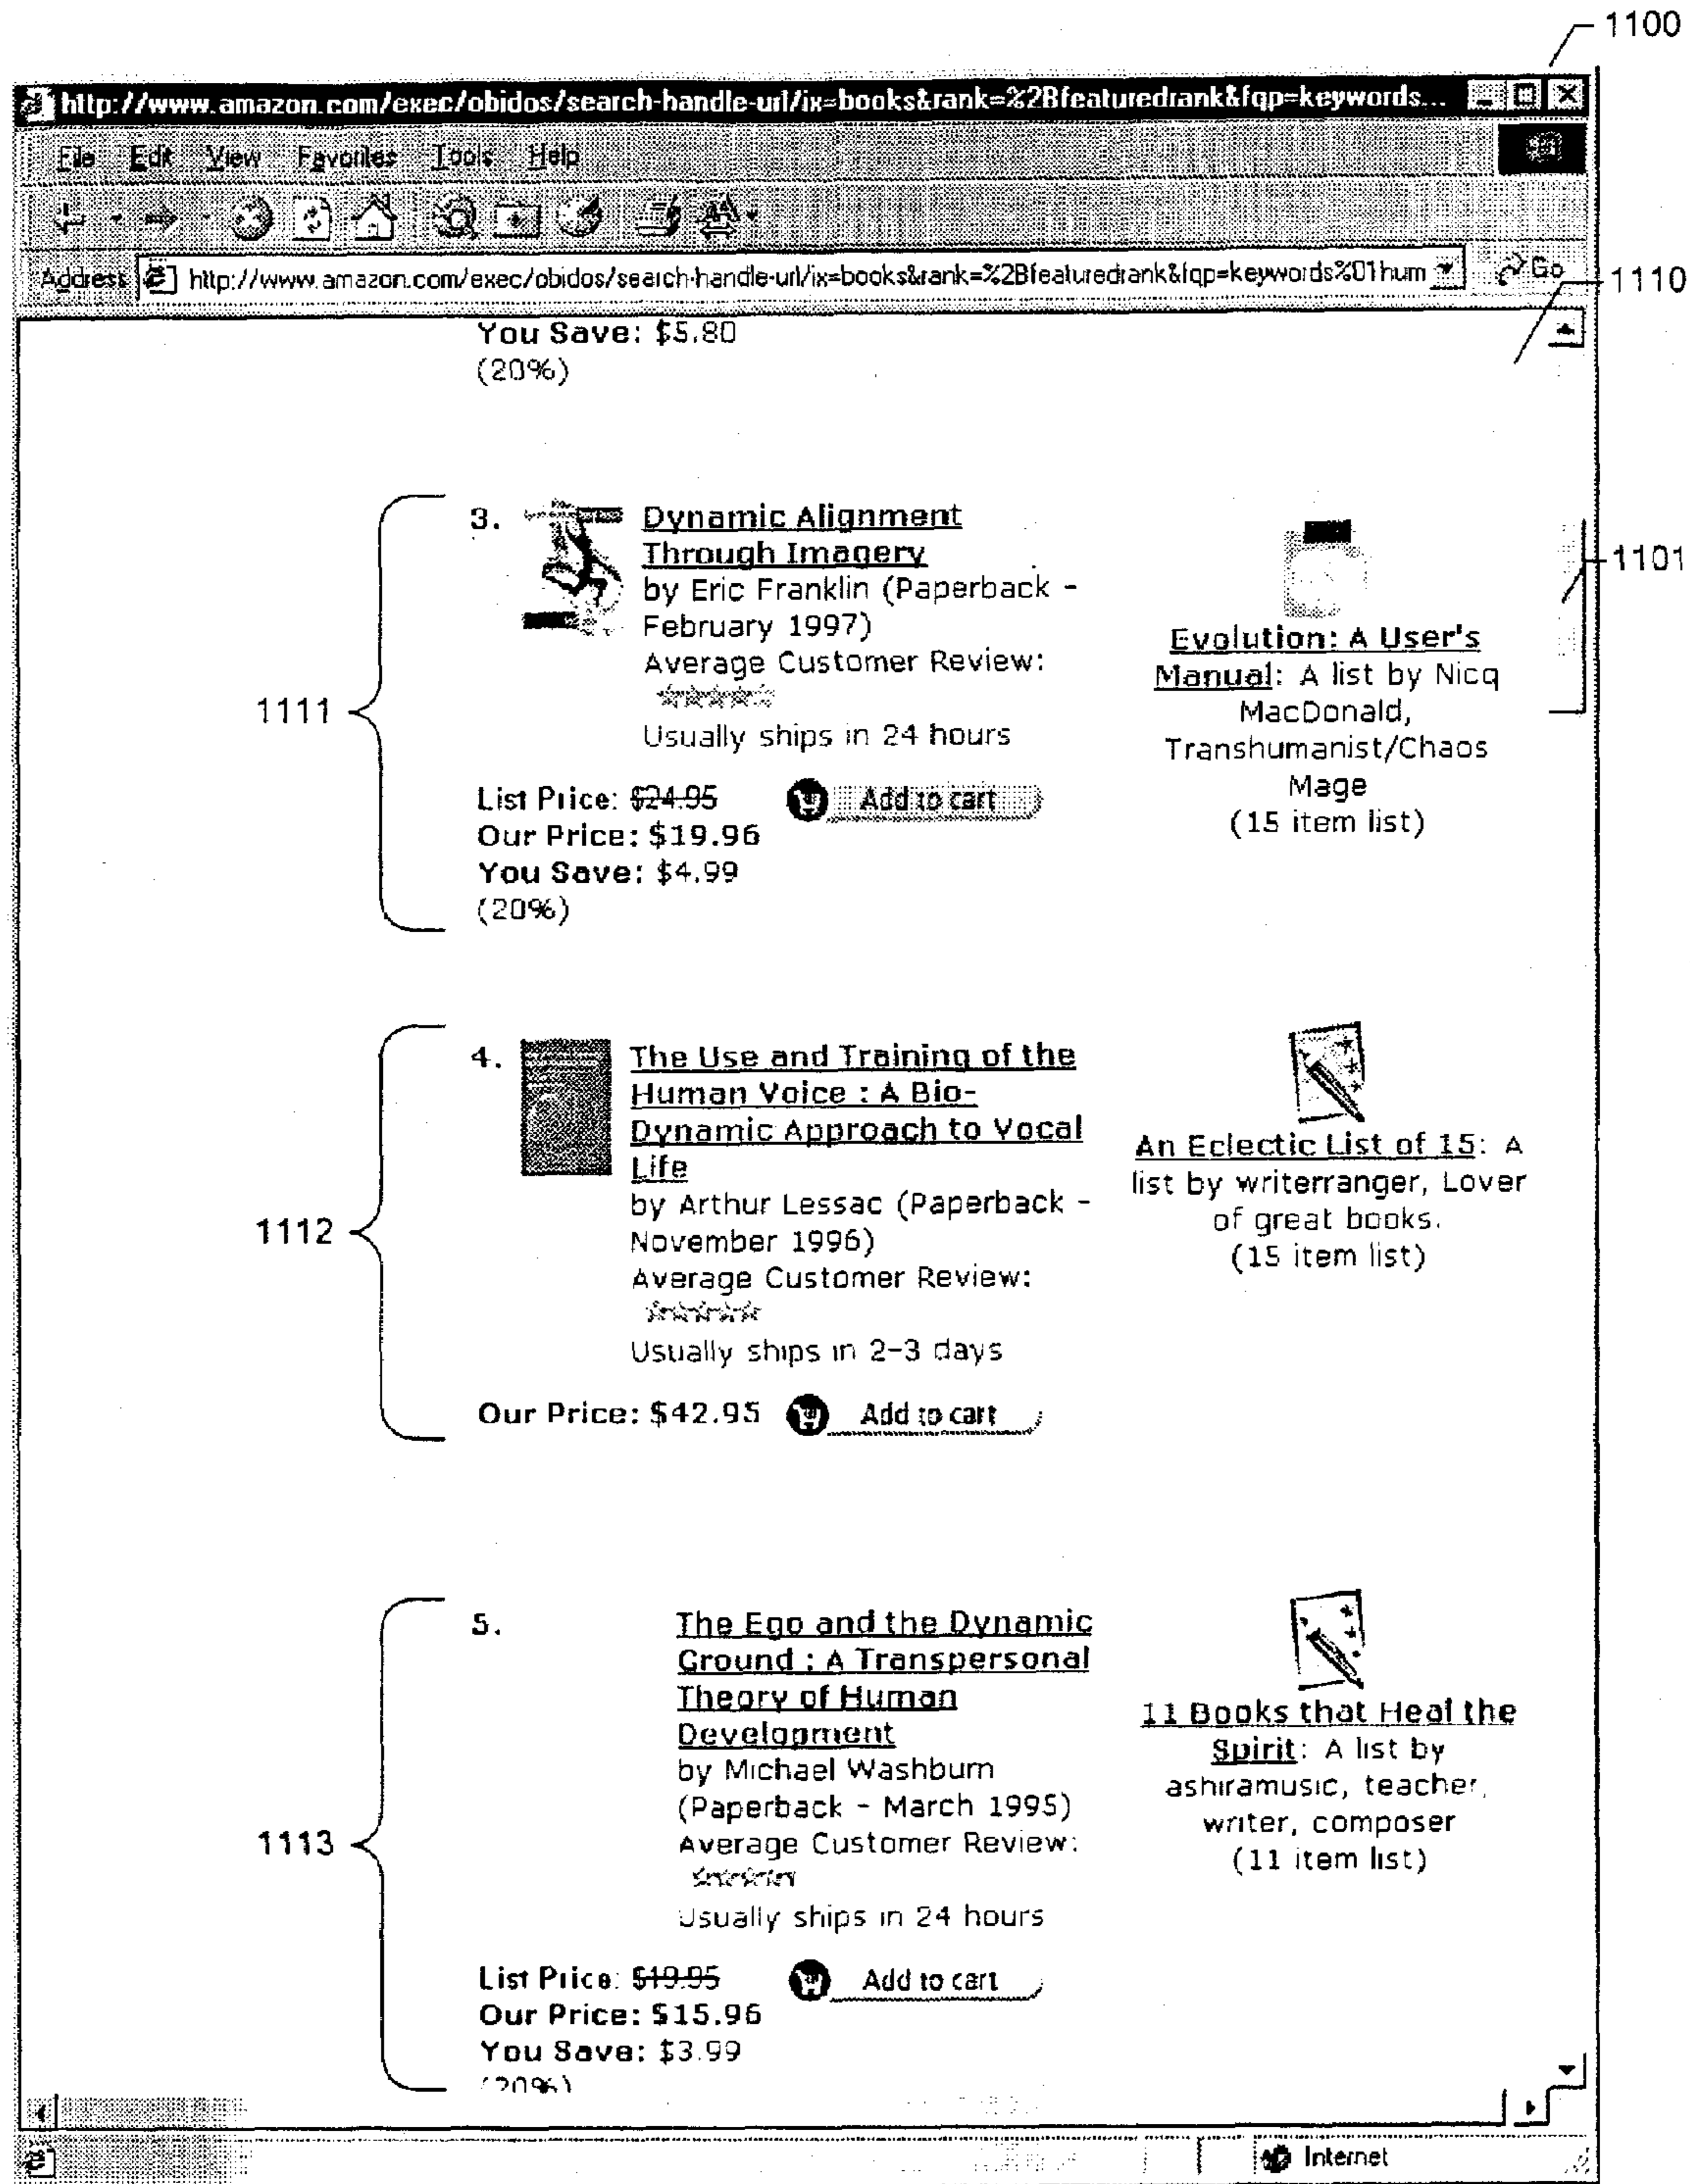 1100
http://www.amazon.com/exec/obidos/search-handle-url/ix=books&rank=%2Bfeaturedrank&fqp=keywords...
File Edit View Favorites Tools Help
Address http://www.amazon.com/exec/obidos/search-handle-url/ix=books&rank=%2Bfeaturedrank&fqp=keywords%01hum Go
1110
You Save: $5.80
(20%)
1101
1111
3.
Dynamic Alignment
Through Imagery
by Eric Franklin (Paperback -
February 1997)
Average Customer Review:
Usually ships in 24 hours
List Price: $24.95
Add to cart
Our Price: $19.96
You Save: $4.99
(20%)
Evolution: A User's
Manual: A list by Nicq
MacDonald,
Transhumanist/Chaos
Mage
(15 item list)
1112
4.
The Use and Training of the
Human Voice : A Bio-
Dynamic Approach to Vocal
Life
by Arthur Lessac (Paperback -
November 1996)
Average Customer Review:
Usually ships in 2-3 days
Our Price: $42.95
Add to cart
An Eclectic List of 15: A
list by writerranger, Lover
of great books.
(15 item list)
1113
5.
The Ego and the Dynamic
Ground : A Transpersonal
Theory of Human
Development
by Michael Washburn
(Paperback - March 1995)
Average Customer Review:
Usually ships in 24 hours
List Price: $19.95
Add to cart
Our Price: $15.96
You Save: $3.99
(20%)
11 Books that Heal the
Spirit: A list by
ashiramusic, teacher,
writer, composer
(11 item list)
Internet